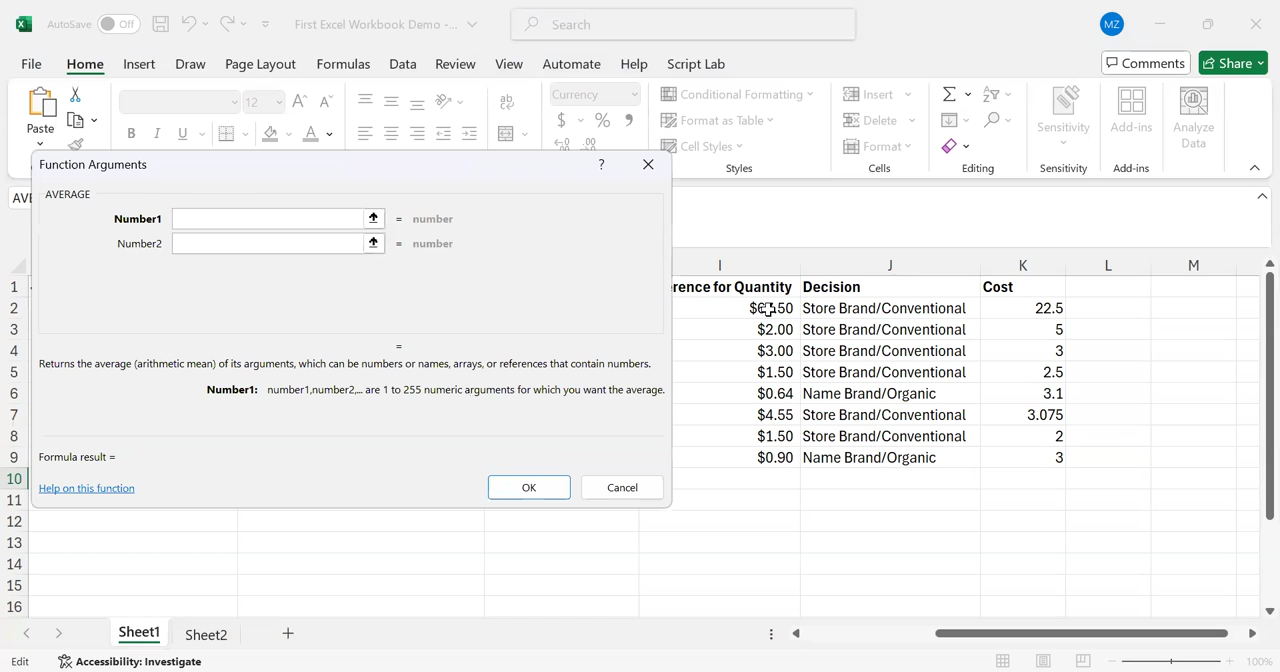 AutoSave Off First Excel Workbook Demo -... Search MZ
File Home Insert Draw Page Layout Formulas Data Review View Automate Help Script Lab Comments Share
Paste 12 A A Currency Conditional Formatting Insert Sensitivity Add-ins Analyze Data
B I U A ab $ % Format as Table Delete
Cell Styles Format
Styles Cells Editing Sensitivity Add-ins
Function Arguments ?
AVERAGE
Number1 = number
Number2 = number
=
Returns the average (arithmetic mean) of its arguments, which can be numbers or names, arrays, or references that contain numbers.
Number1: number1,number2,... are 1 to 255 numeric arguments for which you want the average.
Formula result =
Help on this function OK Cancel
I J K L M
1 rence for Quantity Decision Cost
2 Store Brand/Conventional 22.5
3 $2.00 Store Brand/Conventional 5
4 $3.00 Store Brand/Conventional 3
5 $1.50 Store Brand/Conventional 2.5
6 $0.64 Name Brand/Organic 3.1
7 $4.55 Store Brand/Conventional 3.075
8 $1.50 Store Brand/Conventional 2
9 $0.90 Name Brand/Organic 3
10
11
12
13
14
15
16
Sheet1 Sheet2
Edit Accessibility: Investigate 100%